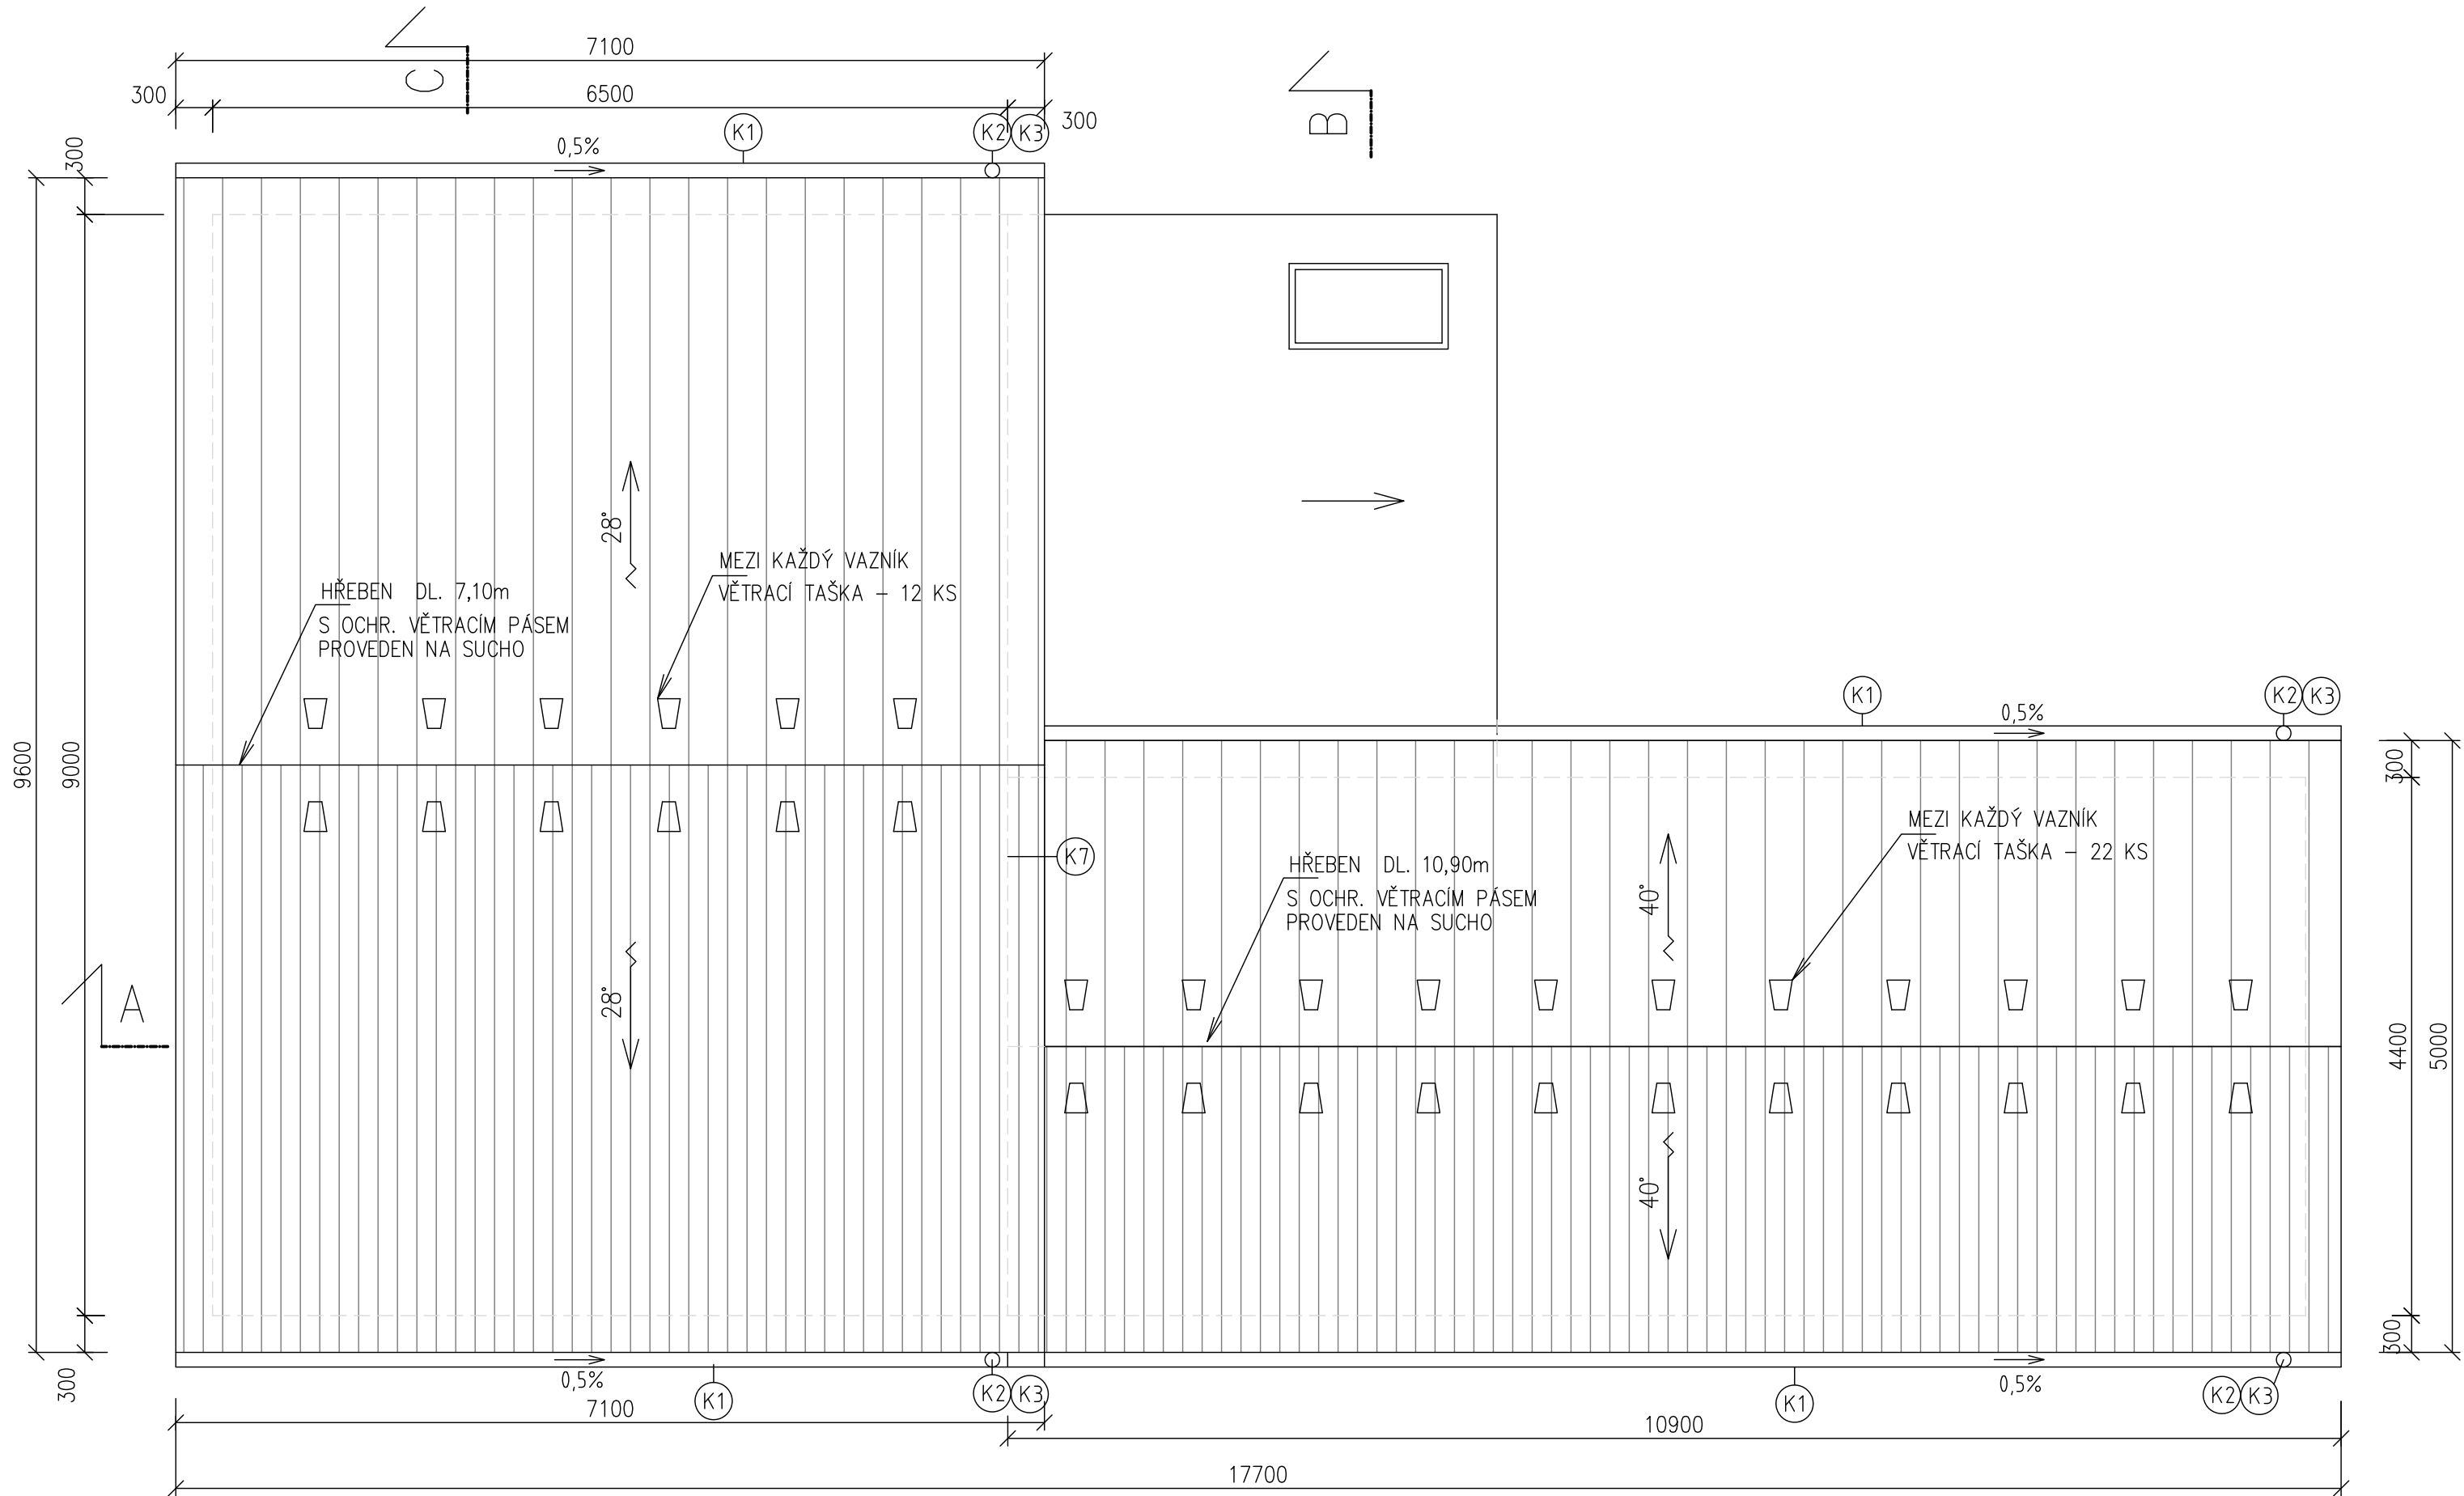 7100
C
6500
300
300
B
K1
K2
K3
0,5%
300
28°
MEZI KAŽDÝ VAZNÍK
VĚTRACÍ TAŠKA – 12 KS
HŘEBEN DL. 7,10m
S OCHR. VĚTRACÍM PÁSEM
PROVEDEN NA SUCHO
K1
K2
K3
0,5%
9600
9000
300
MEZI KAŽDÝ VAZNÍK
VĚTRACÍ TAŠKA – 22 KS
K7
HŘEBEN DL. 10,90m
S OCHR. VĚTRACÍM PÁSEM
PROVEDEN NA SUCHO
40°
28°
A
4400
5000
40°
300
300
0,5%
K1
K2
K3
0,5%
K1
K2
K3
7100
10900
17700